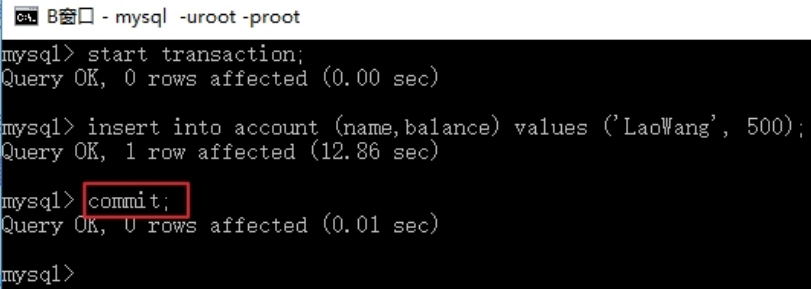 B窗口 - mysql -uroot -proot
mysql> start transaction;
Query OK, 0 rows affected (0.00 sec)
mysql> insert into account (name,balance) values ('LaoWang', 500);
Query OK, 1 row affected (12.86 sec)
mysql> commit;
Query OK, 0 rows affected (0.01 sec)
mysql>